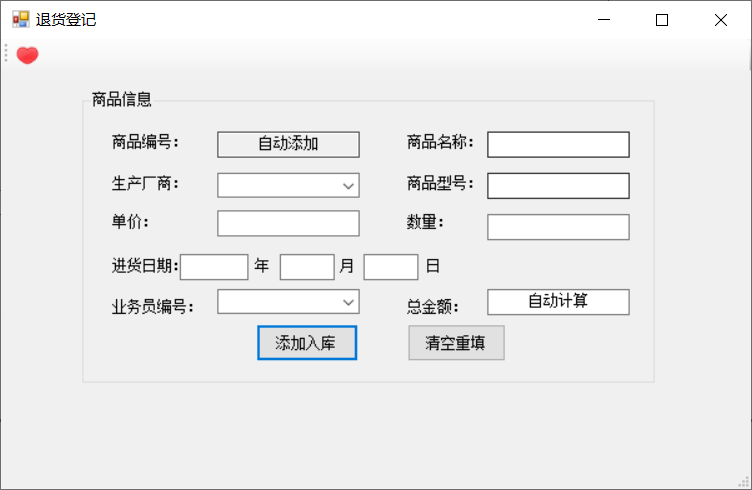 退货登记
商品信息
商品编号： 自动添加 商品名称：
生产厂商： 商品型号：
单价： 数量：
进货日期： 年 月 日
业务员编号： 总金额： 自动计算
添加入库 清空重填